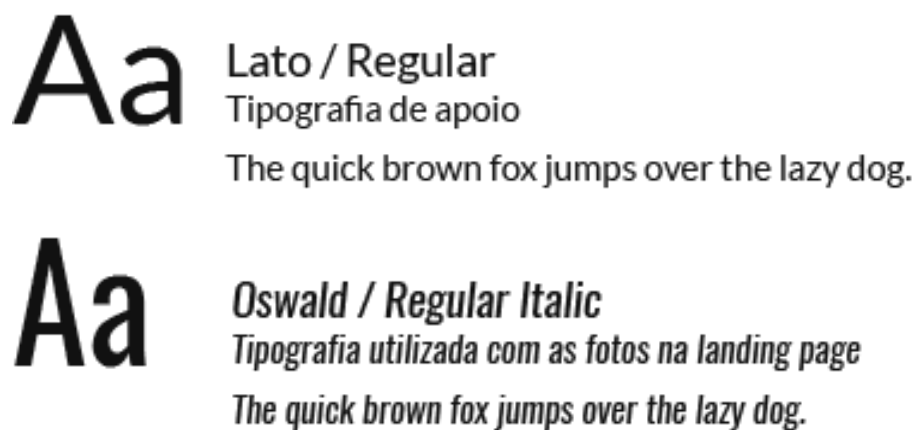 Aa
Lato / Regular
Tipografia de apoio
The quick brown fox jumps over the lazy dog.
Aa
Oswald / Regular Italic
Tipografia utilizada com as fotos na landing page
The quick brown fox jumps over the lazy dog.